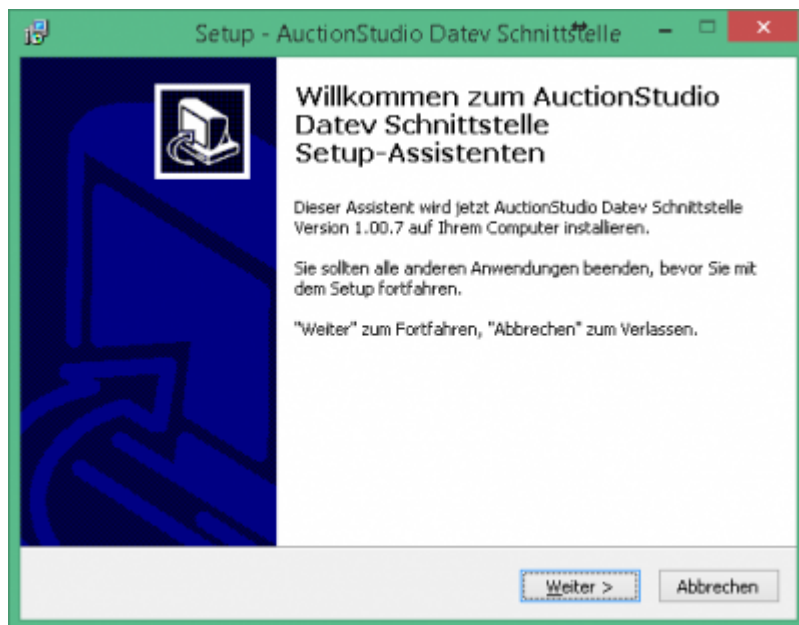 Setup - AuctionStudio Datev Schnittstelle
Willkommen zum AuctionStudio
Datev Schnittstelle
Setup-Assistenten
Dieser Assistent wird jetzt AuctionStudio Datev Schnittstelle
Version 1.00.7 auf Ihrem Computer installieren.
Sie sollten alle anderen Anwendungen beenden, bevor Sie mit
dem Setup fortfahren.
"Weiter" zum Fortfahren, "Abbrechen" zum Verlassen.
Weiter >
Abbrechen